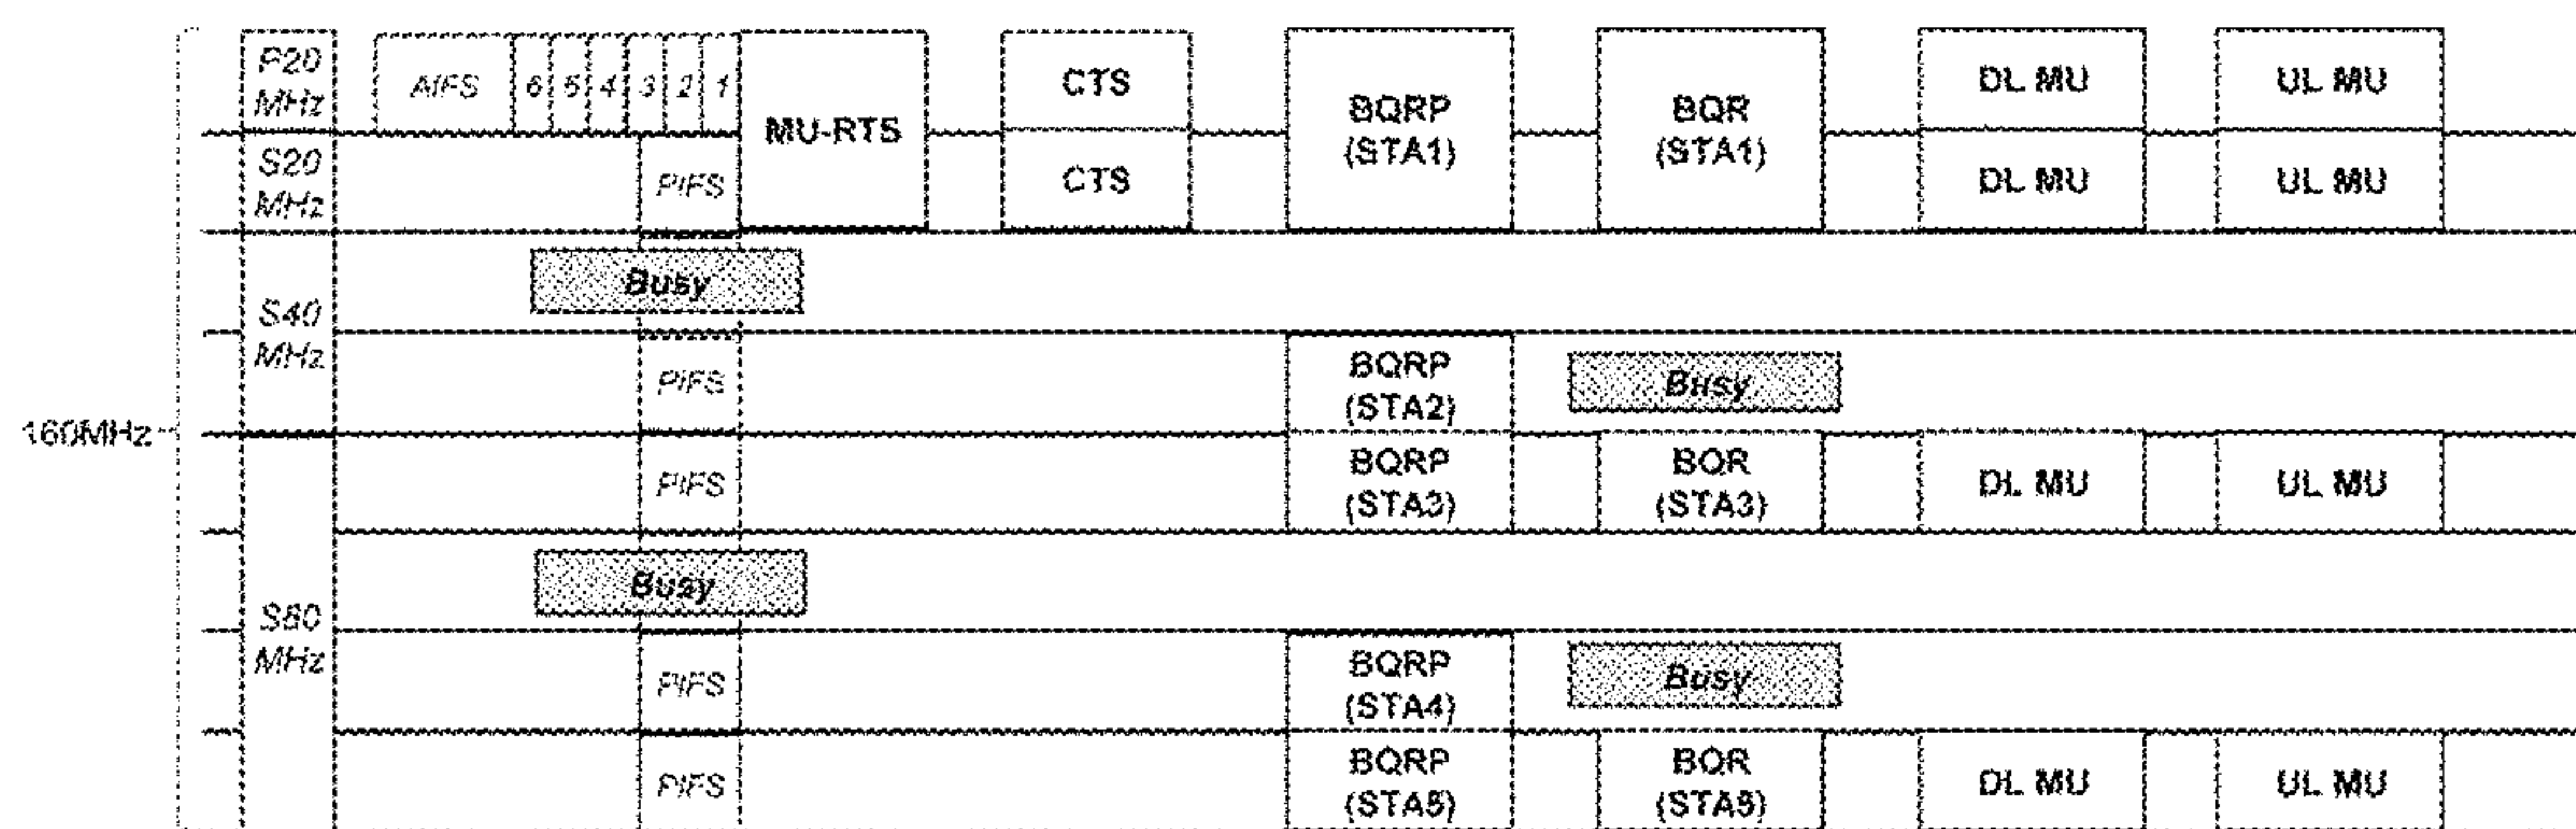 P20 MHz AIFS 6 5 4 3 2 1 MU-RTS CTS BQRP (STA1) BQR (STA1) DL MU UL MU
S20 MHz PIFS CTS DL MU UL MU
Busy
S40 MHz
PIFS BQRP (STA2) Busy
160MHz
PIFS BQRP (STA3) BQR (STA3) DL MU UL MU
Busy
S80 MHz
PIFS BQRP (STA4) Busy
PIFS BQRP (STA5) BQR (STA5) DL MU UL MU